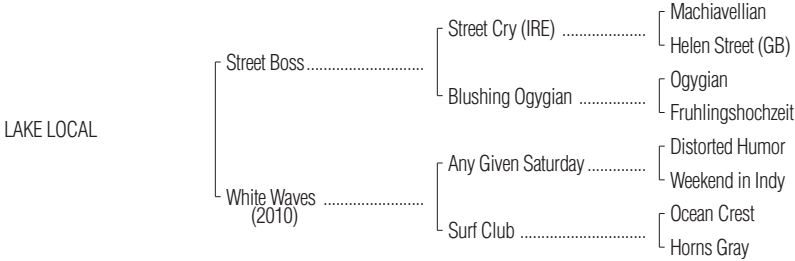 Machiavellian
Street Cry (IRE) ....................
Helen Street (GB)
Street Boss...........................
Ogygian
Blushing Ogygian ................
Fruhlingshochzeit
LAKE LOCAL
Distorted Humor
Any Given Saturday ..............
Weekend in Indy
White Waves .......................
(2010)
Ocean Crest
Surf Club ..............................
Horns Gray